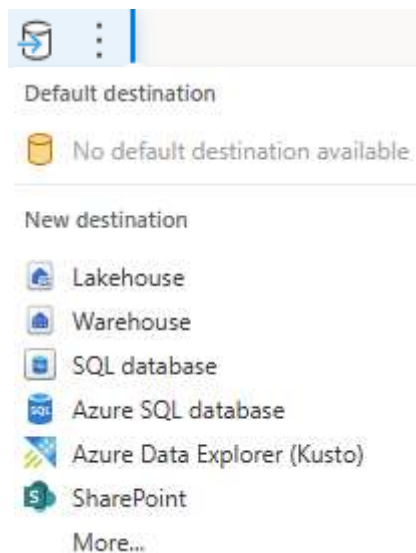 Default destination
No default destination available
New destination
Lakehouse
Warehouse
SQL database
SQL
Azure SQL database
Azure Data Explorer (Kusto)
S
SharePoint
More...